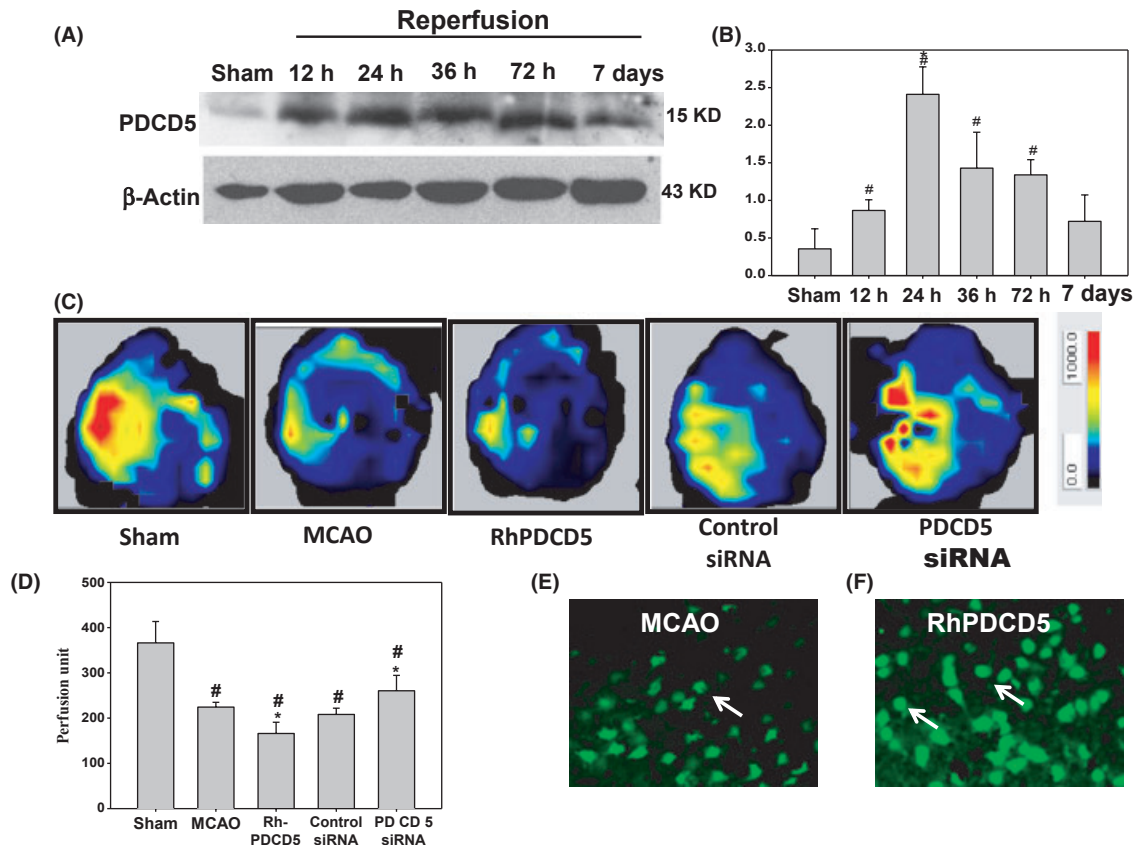 (A)
Reperfusion
Sham 12 h 24 h 36 h 72 h 7 days
PDCD5
15 KD
β-Actin
43 KD
(B)
3.0
2.5
2.0
1.5
1.0
0.5
0.0
*
#
#
#
#
Sham 12 h 24 h 36 h 72 h 7 days
(C)
1000.0
0.0
Sham
MCAO
RhPDCD5
Control
siRNA
PDCD5
siRNA
(D)
Perfusion unit
500
400
300
200
100
0
#
#
*
#
#
*
Sham
MCAO
Rh-
PDCD5
Control
siRNA
PD CD 5
siRNA
(E)
MCAO
(F)
RhPDCD5